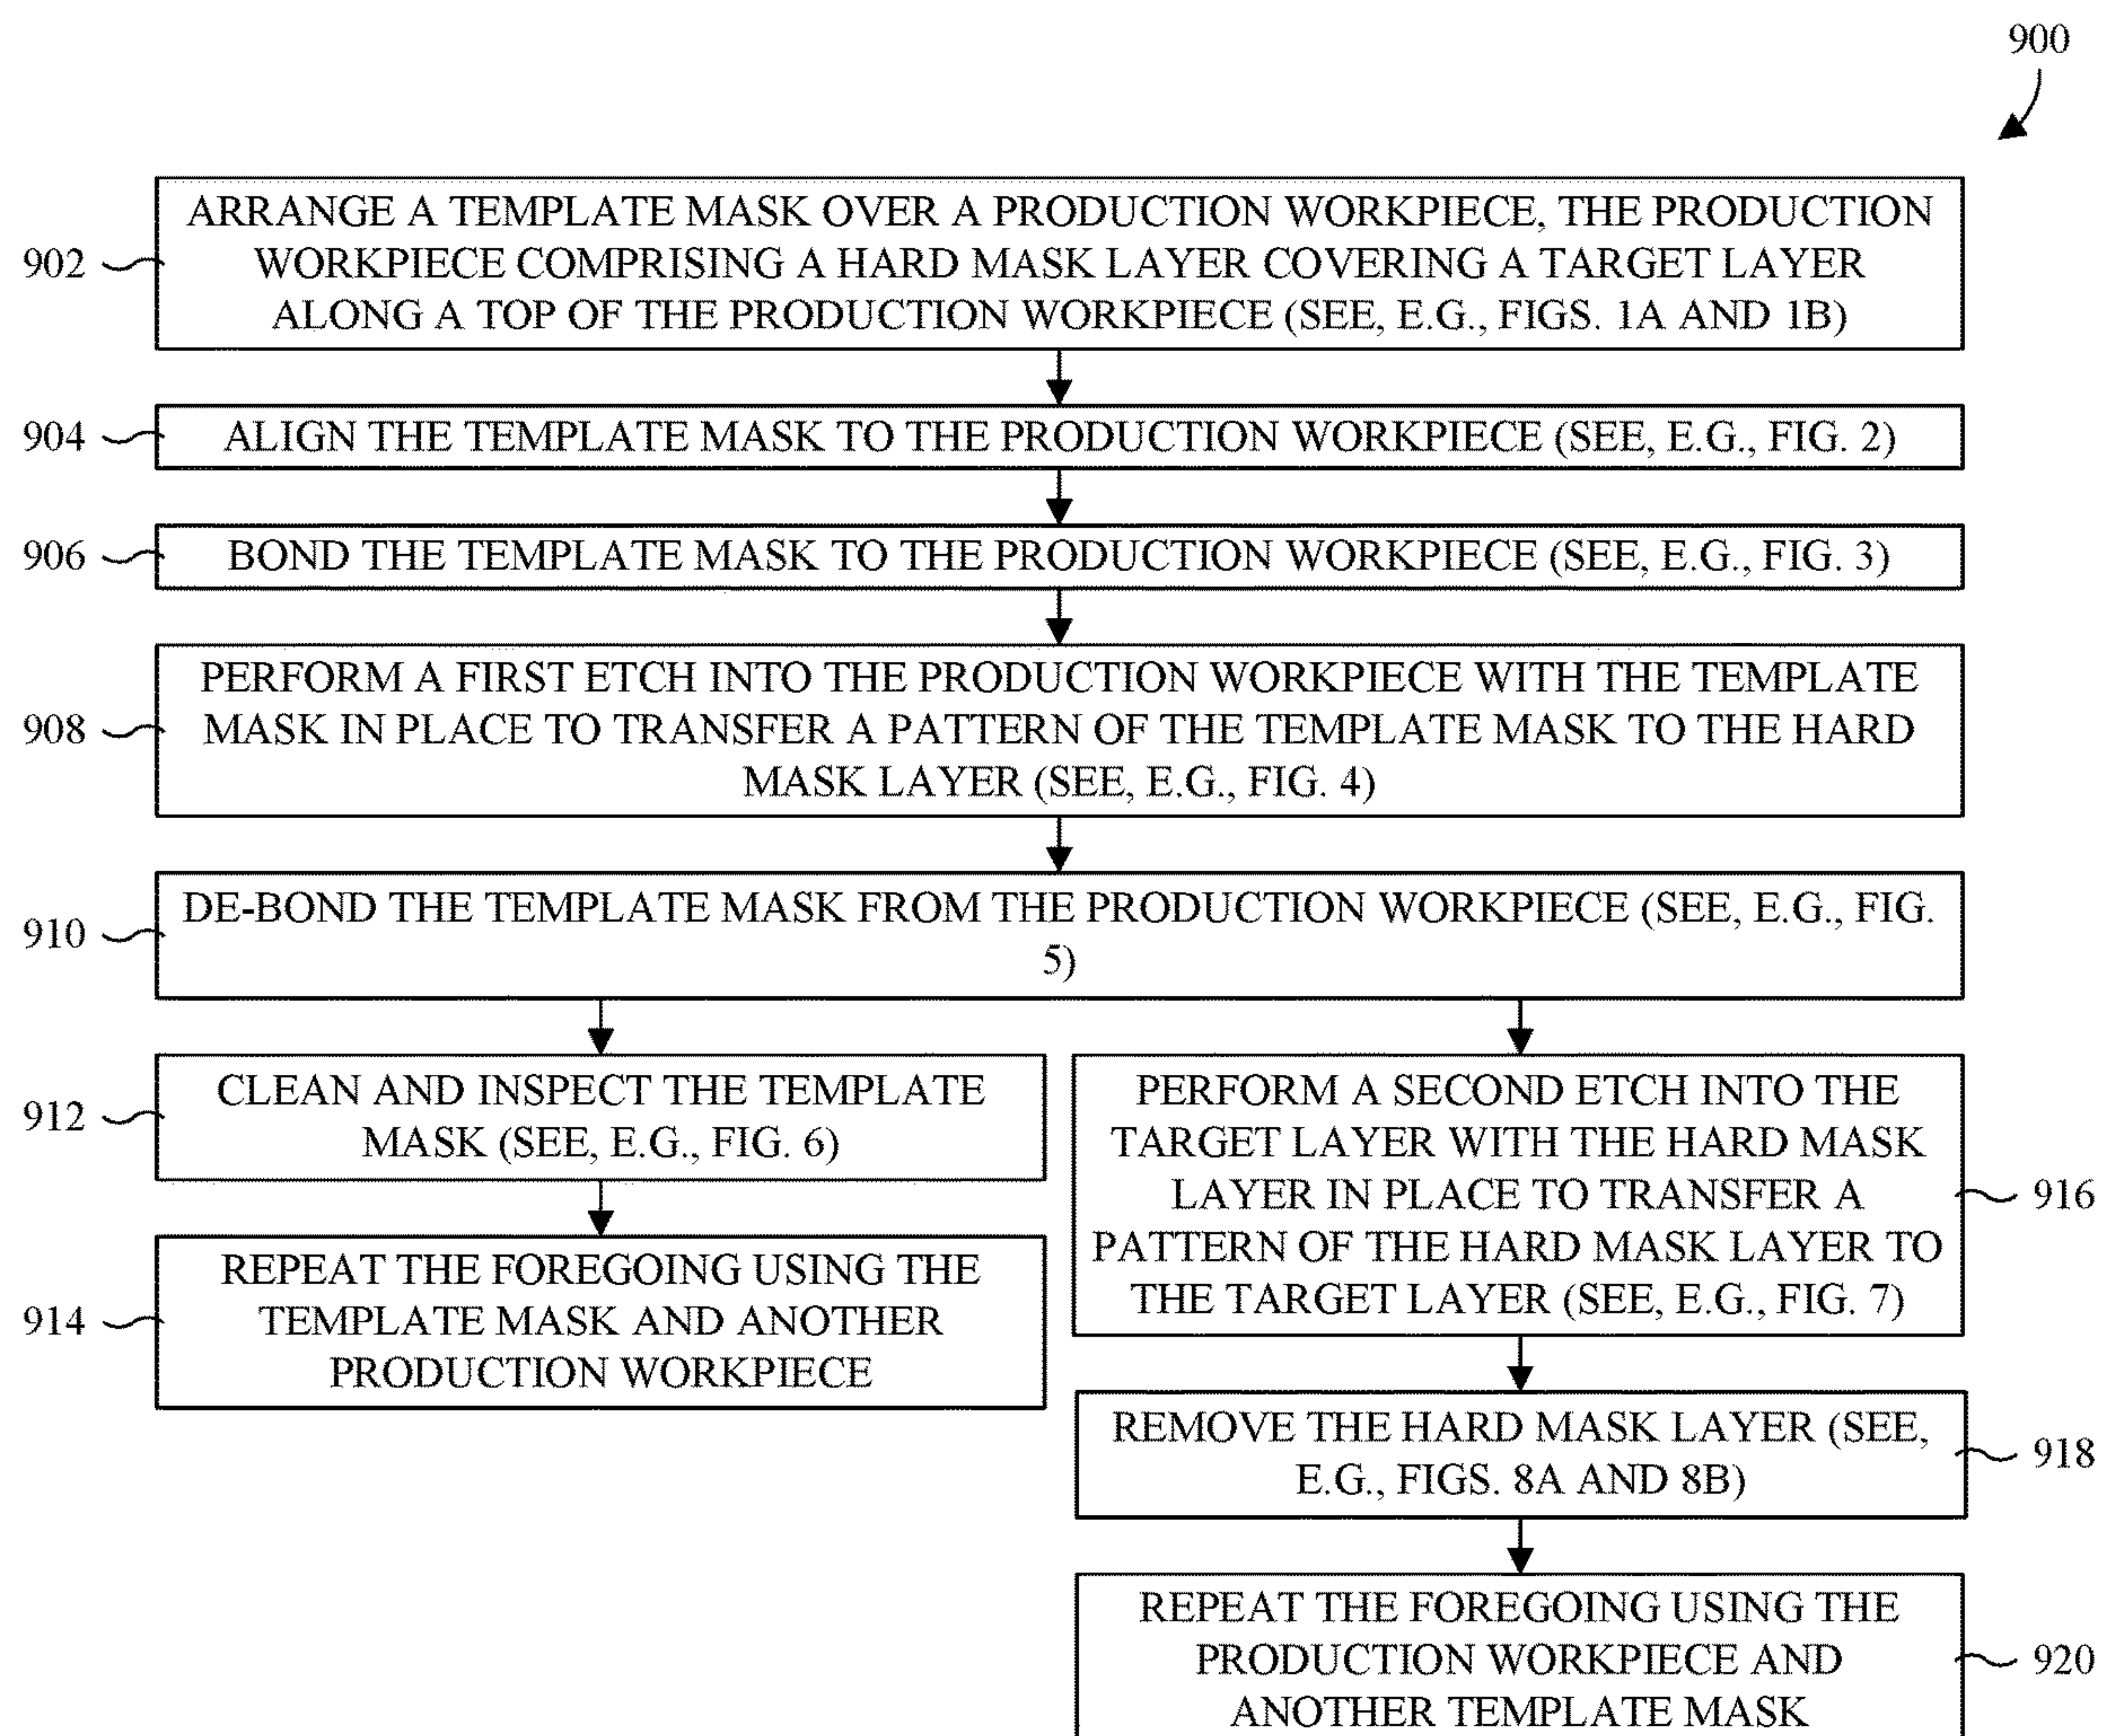 900
902
ARRANGE A TEMPLATE MASK OVER A PRODUCTION WORKPIECE, THE PRODUCTION
WORKPIECE COMPRISING A HARD MASK LAYER COVERING A TARGET LAYER
ALONG A TOP OF THE PRODUCTION WORKPIECE (SEE, E.G., FIGS. 1A AND 1B)
904
ALIGN THE TEMPLATE MASK TO THE PRODUCTION WORKPIECE (SEE, E.G., FIG. 2)
906
BOND THE TEMPLATE MASK TO THE PRODUCTION WORKPIECE (SEE, E.G., FIG. 3)
908
PERFORM A FIRST ETCH INTO THE PRODUCTION WORKPIECE WITH THE TEMPLATE
MASK IN PLACE TO TRANSFER A PATTERN OF THE TEMPLATE MASK TO THE HARD
MASK LAYER (SEE, E.G., FIG. 4)
910
DE-BOND THE TEMPLATE MASK FROM THE PRODUCTION WORKPIECE (SEE, E.G., FIG.
5)
912
CLEAN AND INSPECT THE TEMPLATE
MASK (SEE, E.G., FIG. 6)
914
REPEAT THE FOREGOING USING THE
TEMPLATE MASK AND ANOTHER
PRODUCTION WORKPIECE
PERFORM A SECOND ETCH INTO THE
TARGET LAYER WITH THE HARD MASK
LAYER IN PLACE TO TRANSFER A
PATTERN OF THE HARD MASK LAYER TO
THE TARGET LAYER (SEE, E.G., FIG. 7)
916
REMOVE THE HARD MASK LAYER (SEE,
E.G., FIGS. 8A AND 8B)
918
REPEAT THE FOREGOING USING THE
PRODUCTION WORKPIECE AND
ANOTHER TEMPLATE MASK
920